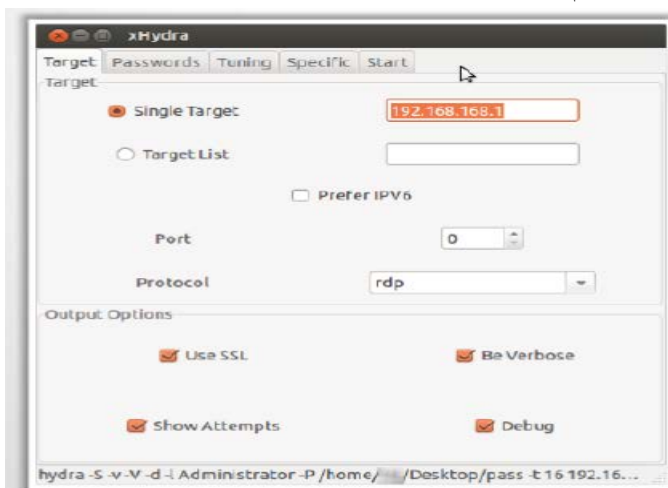 xHydra
Target Passwords Tuning Specific Start
Target
Single Target 192.168.168.1
Target List
Prefer IPV6
Port 0
Protocol rdp
Output Options
Use SSL Be Verbose
Show Attempts Debug
hydra -S -v -V -d -l Administrator -P /home/ /Desktop/pass -t 16 192.16...